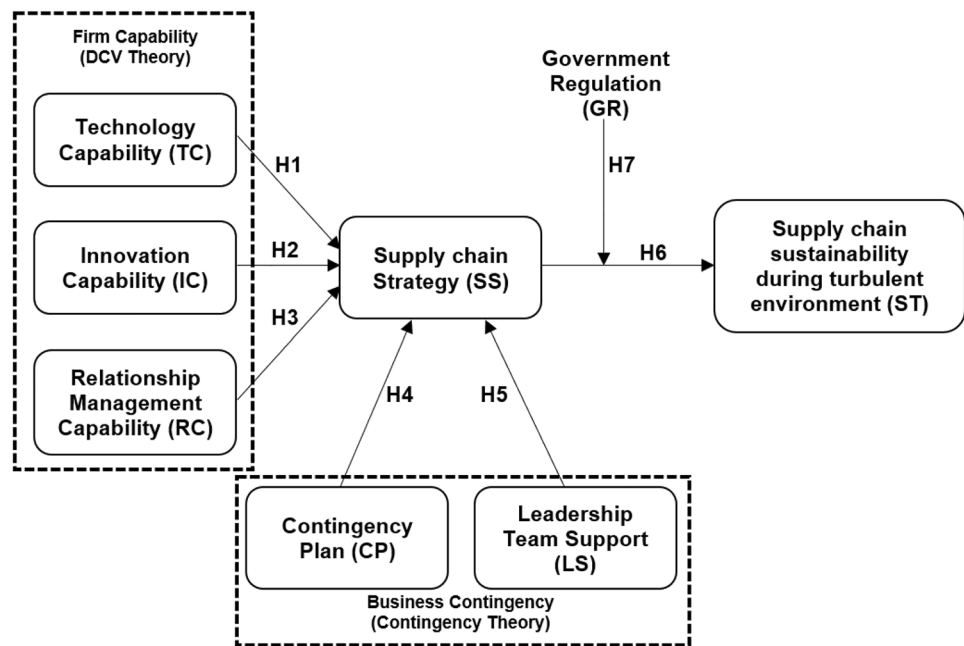 Firm Capability
(DCV Theory)
Technology
Capability (TC)
Innovation
Capability (IC)
Relationship
Management
Capability (RC)
H1
H2
H3
Supply chain
Strategy (SS)
Government
Regulation
(GR)
H7
H6
Supply chain
sustainability
during turbulent
environment (ST)
H4
H5
Contingency
Plan (CP)
Leadership
Team Support
(LS)
Business Contingency
(Contingency Theory)